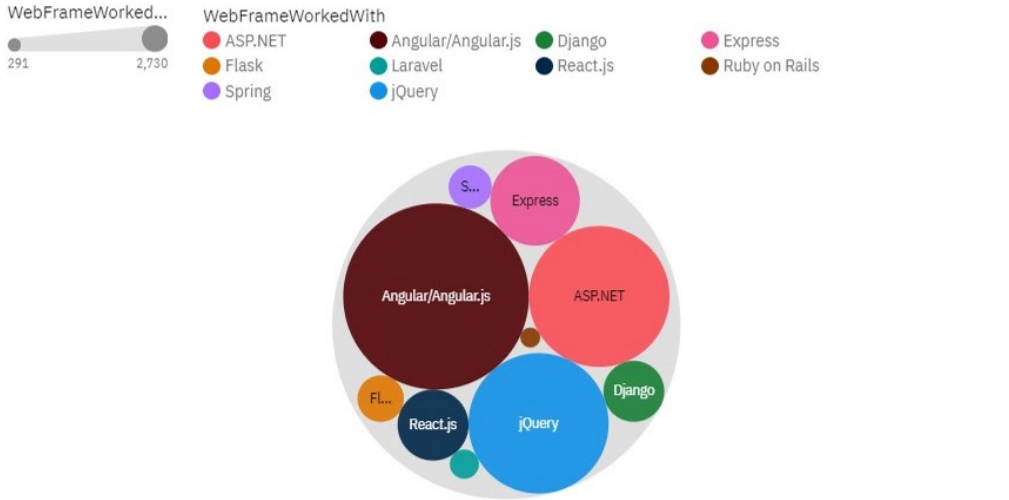 WebFrameWorked...
291 2,730
WebFrameWorkedWith
ASP.NET Angular/Angular.js Django Express
Flask Laravel React.js Ruby on Rails
Spring jQuery
S...
Express
Angular/Angular.js
ASP.NET
Django
Fl...
React.js
jQuery